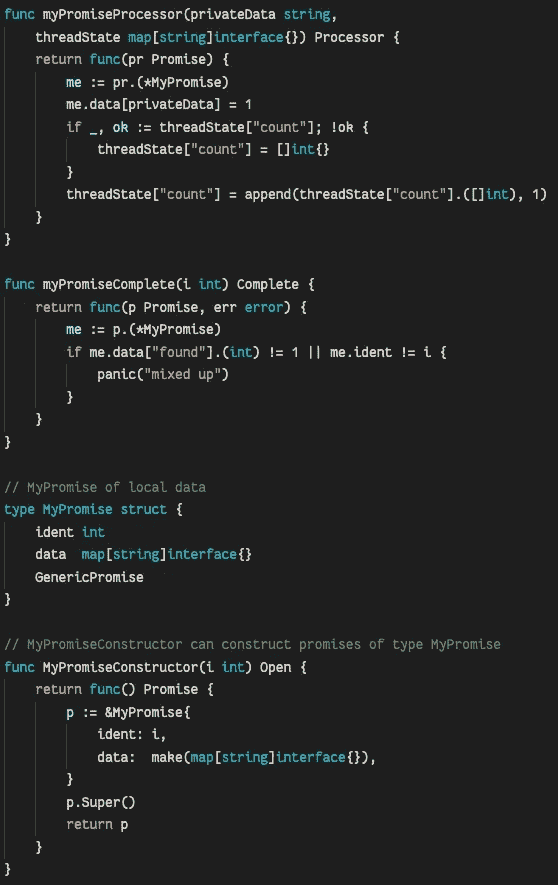 func myPromiseProcessor(privateData string,
    threadState map[string]interface{}) Processor {
    return func(pr Promise) {
        me := pr.(*MyPromise)
        me.data[privateData] = 1
        if _, ok := threadState["count"]; !ok {
            threadState["count"] = []int{}
        }
        threadState["count"] = append(threadState["count"].([]int), 1)
    }
}

func myPromiseComplete(i int) Complete {
    return func(p Promise, err error) {
        me := p.(*MyPromise)
        if me.data["found"].(int) != 1 || me.ident != i {
            panic("mixed up")
        }
    }
}

// MyPromise of local data
type MyPromise struct {
    ident int
    data  map[string]interface{}
    GenericPromise
}

// MyPromiseConstructor can construct promises of type MyPromise
func MyPromiseConstructor(i int) Open {
    return func() Promise {
        p := &MyPromise{
            ident: i,
            data:  make(map[string]interface{}),
        }
        p.Super()
        return p
    }
}